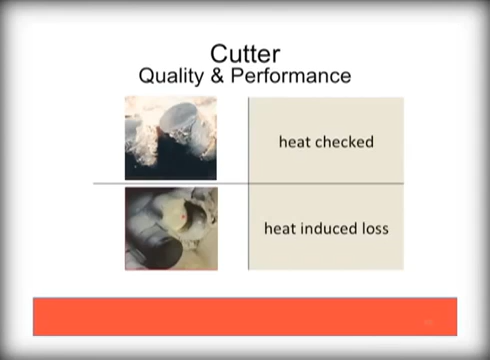 Cutter
Quality & Performance
heat checked
heat induced loss